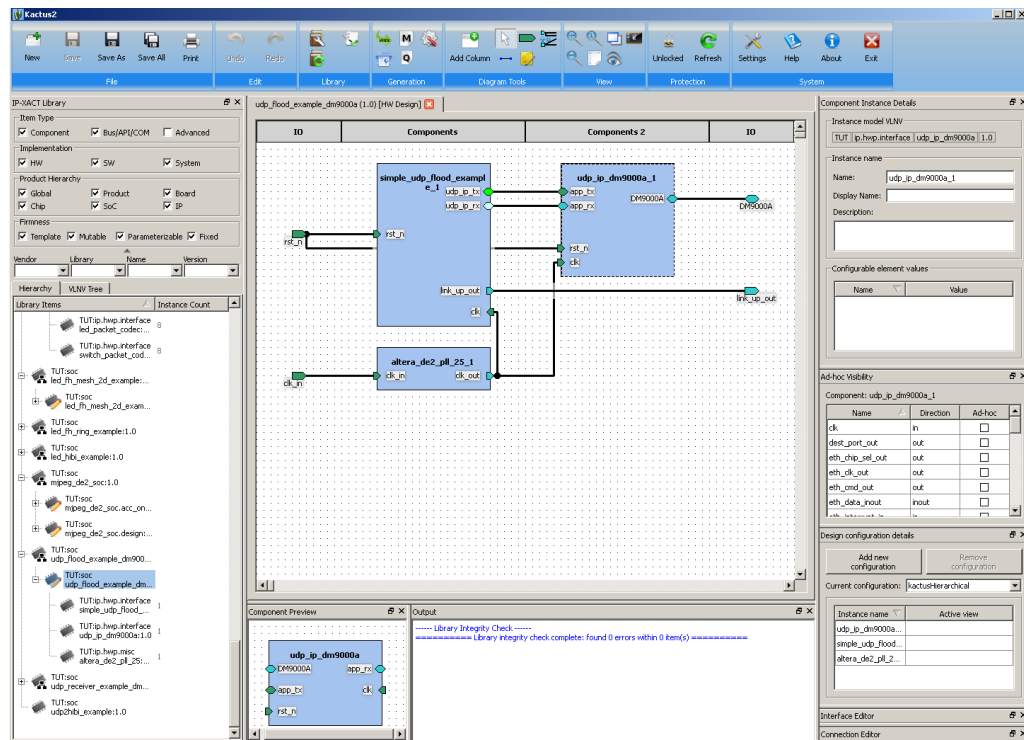 Kactus2
New
Save
Save As
Save All
Print
Undo
Redo
M
Q
Add Column
Unlocked
Refresh
Settings
Help
About
Exit
File
Edit
Library
Generation
Diagram Tools
View
Protection
System
IP-XACT Library
Item Type
Component
Bus/API/COM
Advanced
Implementation
HW
SW
System
Product Hierarchy
Global
Product
Board
Chip
SoC
IP
Firmness
Template
Mutable
Parameterizable
Fixed
Vendor
Library
Name
Version
Hierarchy
VLNV Tree
Library Items
Instance Count
TUT:ip.hwp.interface
led_packet_codec:... 8
TUT:ip.hwp.interface
switch_packet_cod... 8
TUT:soc
led_fh_mesh_2d_example:...
TUT:soc
led_fh_mesh_2d_exam...
TUT:soc
led_fh_ring_example:1.0
TUT:soc
led_hibi_example:1.0
TUT:soc
mjpeg_de2_soc:1.0
TUT:soc
mjpeg_de2_soc.acc_on...
TUT:soc
mjpeg_de2_soc.design:...
TUT:soc
udp_flood_example_dm900...
TUT:soc
udp_flood_example_dm...
TUT:ip.hwp.interface
simple_udp_flood_... 1
TUT:ip.hwp.interface
udp_ip_dm9000a:1.0 1
TUT:ip.hwp.misc
altera_de2_pll_25:... 1
TUT:soc
udp_receiver_example_dm...
TUT:soc
udp2hibi_example:1.0
udp_flood_example_dm9000a (1.0) [HW Design]
IO
Components
Components 2
IO
simple_udp_flood_exampl
e_1
udp_ip_tx
udp_ip_rx
rst_n
link_up_out
clk
udp_ip_dm9000a_1
app_tx
DM9000A
app_rx
rst_n
clk
DM9000A
rst_n
link_up_out
altera_de2_pll_25_1
clk_in
clk_out
clk_in
Component Preview
udp_ip_dm9000a
DM9000A
app_rx
app_tx
clk
rst_n
Output
------ Library Integrity Check ------
========== Library integrity check complete: found 0 errors within 0 item(s) ==========
Component Instance Details
Instance model VLNV
TUT ip.hwp.interface udp_ip_dm9000a 1.0
Instance name
Name: udp_ip_dm9000a_1
Display Name:
Description:
Configurable element values
Name
Value
Ad-hoc Visibility
Component: udp_ip_dm9000a_1
Name
Direction
Ad-hoc
clk in
dest_port_out out
eth_chip_sel_out out
eth_clk_out out
eth_cmd_out out
eth_data_inout inout
eth_interrupt_in in
Design configuration details
Add new
configuration
Remove
configuration
Current configuration: kactusHierarchical
Instance name
Active view
udp_ip_dm9000a...
simple_udp_flood...
altera_de2_pll_2...
Interface Editor
Connection Editor